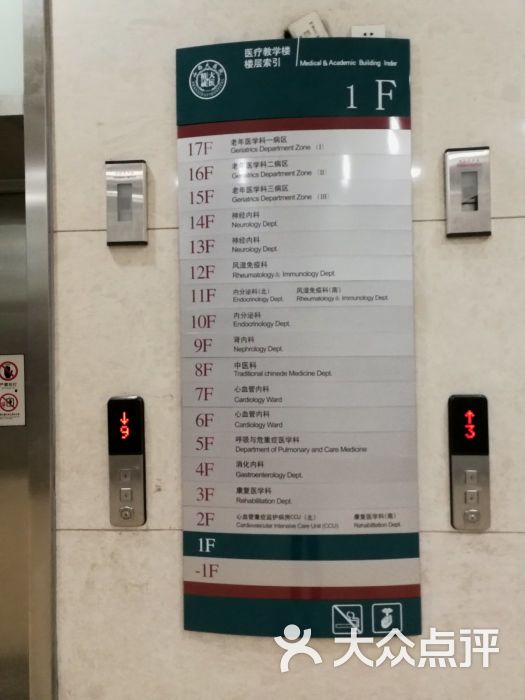 医疗教学楼
楼层索引
Medical & Academic Building Inder
1 F
17F 老年医学科一病区
Geriatrics Department Zone （Ⅰ）
16F 老年医学科二病区
Geriatrics Department Zone （Ⅱ）
15F 老年医学科三病区
Geriatrics Department Zone （Ⅲ）
14F 神经内科
Neurology Dept.
13F 神经内科
Neurology Dept.
12F 风湿免疫科
Rheumatology& Immunology Dept.
11F 内分泌科(北) 风湿免疫科(南)
Endocrinology Dept. Rheumatology& Immunology Dept.
10F 内分泌科
Endocrinology Dept.
9F 肾内科
Nephrology Dept.
8F 中医科
Traditional chinede Medicine Dept.
7F 心血管内科
Cardiology Ward
6F 心血管内科
Cardiology Ward
5F 呼吸与危重症医学科
Department of Pulmonary and Care Medicine
4F 消化内科
Gastroenterology Dept.
3F 康复医学科
Rehabilitation Dept.
2F 心血管重症监护病房CCU（北） 康复医学科(南)
Cardiovascular Intensive Care Unit (CCU) Rehabilitation Dept.
1F
-1F
↓9
↑3
大众点评